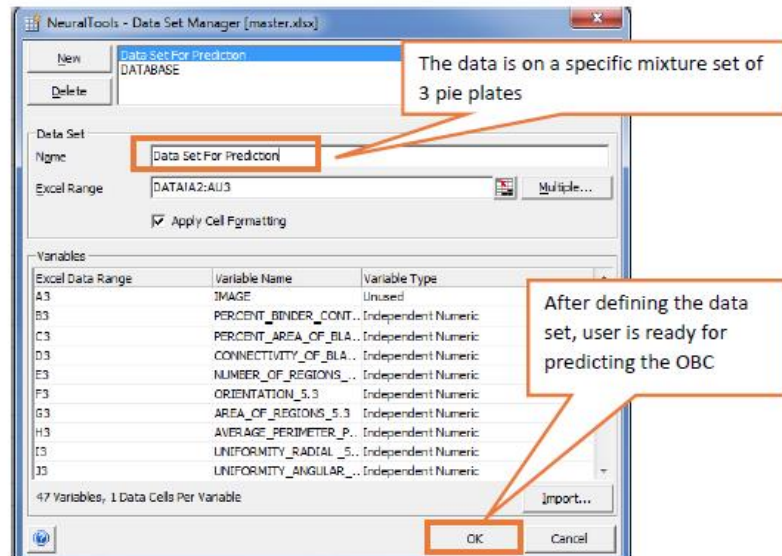 NeuralTools - Data Set Manager [master.xlsx]
New
Delete
Data Set For Prediction
DATABASE
The data is on a specific mixture set of
3 pie plates
Data Set
Name
Data Set For Prediction
Excel Range
DATA!A2:AU3
Multiple...
Apply Cell Formatting
Variables
Excel Data Range Variable Name Variable Type
A3 IMAGE Unused
B3 PERCENT_BINDER_CONT... Independent Numeric
C3 PERCENT_AREA_OF_BLA... Independent Numeric
D3 CONNECTIVITY_OF_BLA... Independent Numeric
E3 NUMBER_OF_REGIONS_... Independent Numeric
F3 ORIENTATION_5.3 Independent Numeric
G3 AREA_OF_REGIONS_5.3 Independent Numeric
H3 AVERAGE_PERIMETER_P... Independent Numeric
I3 UNIFORMITY_RADIAL_5... Independent Numeric
J3 UNIFORMITY_ANGULAR_... Independent Numeric
After defining the data
set, user is ready for
predicting the OBC
47 Variables, 1 Data Cells Per Variable
Import...
OK
Cancel